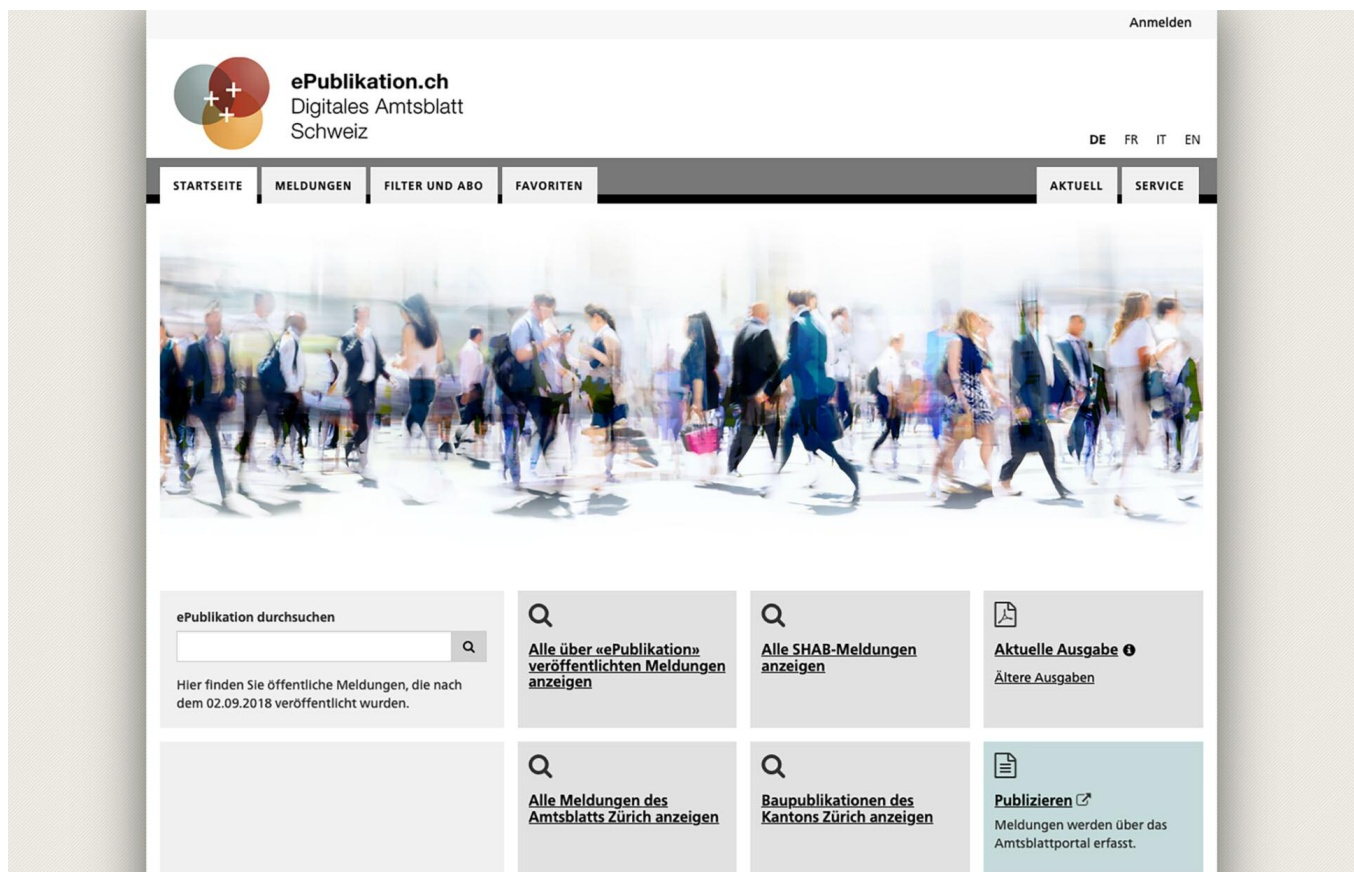 Anmelden
ePublikation.ch
Digitales Amtsblatt
Schweiz
DE FR IT EN
STARTSEITE MELDUNGEN FILTER UND ABO FAVORITEN AKTUELL SERVICE
ePublikation durchsuchen
Hier finden Sie öffentliche Meldungen, die nach
dem 02.09.2018 veröffentlicht wurden.
Alle über «ePublikation»
veröffentlichten Meldungen
anzeigen
Alle SHAB-Meldungen
anzeigen
Aktuelle Ausgabe
Ältere Ausgaben
Alle Meldungen des
Amtsblatts Zürich anzeigen
Baupublikationen des
Kantons Zürich anzeigen
Publizieren
Meldungen werden über das
Amtsblattportal erfasst.